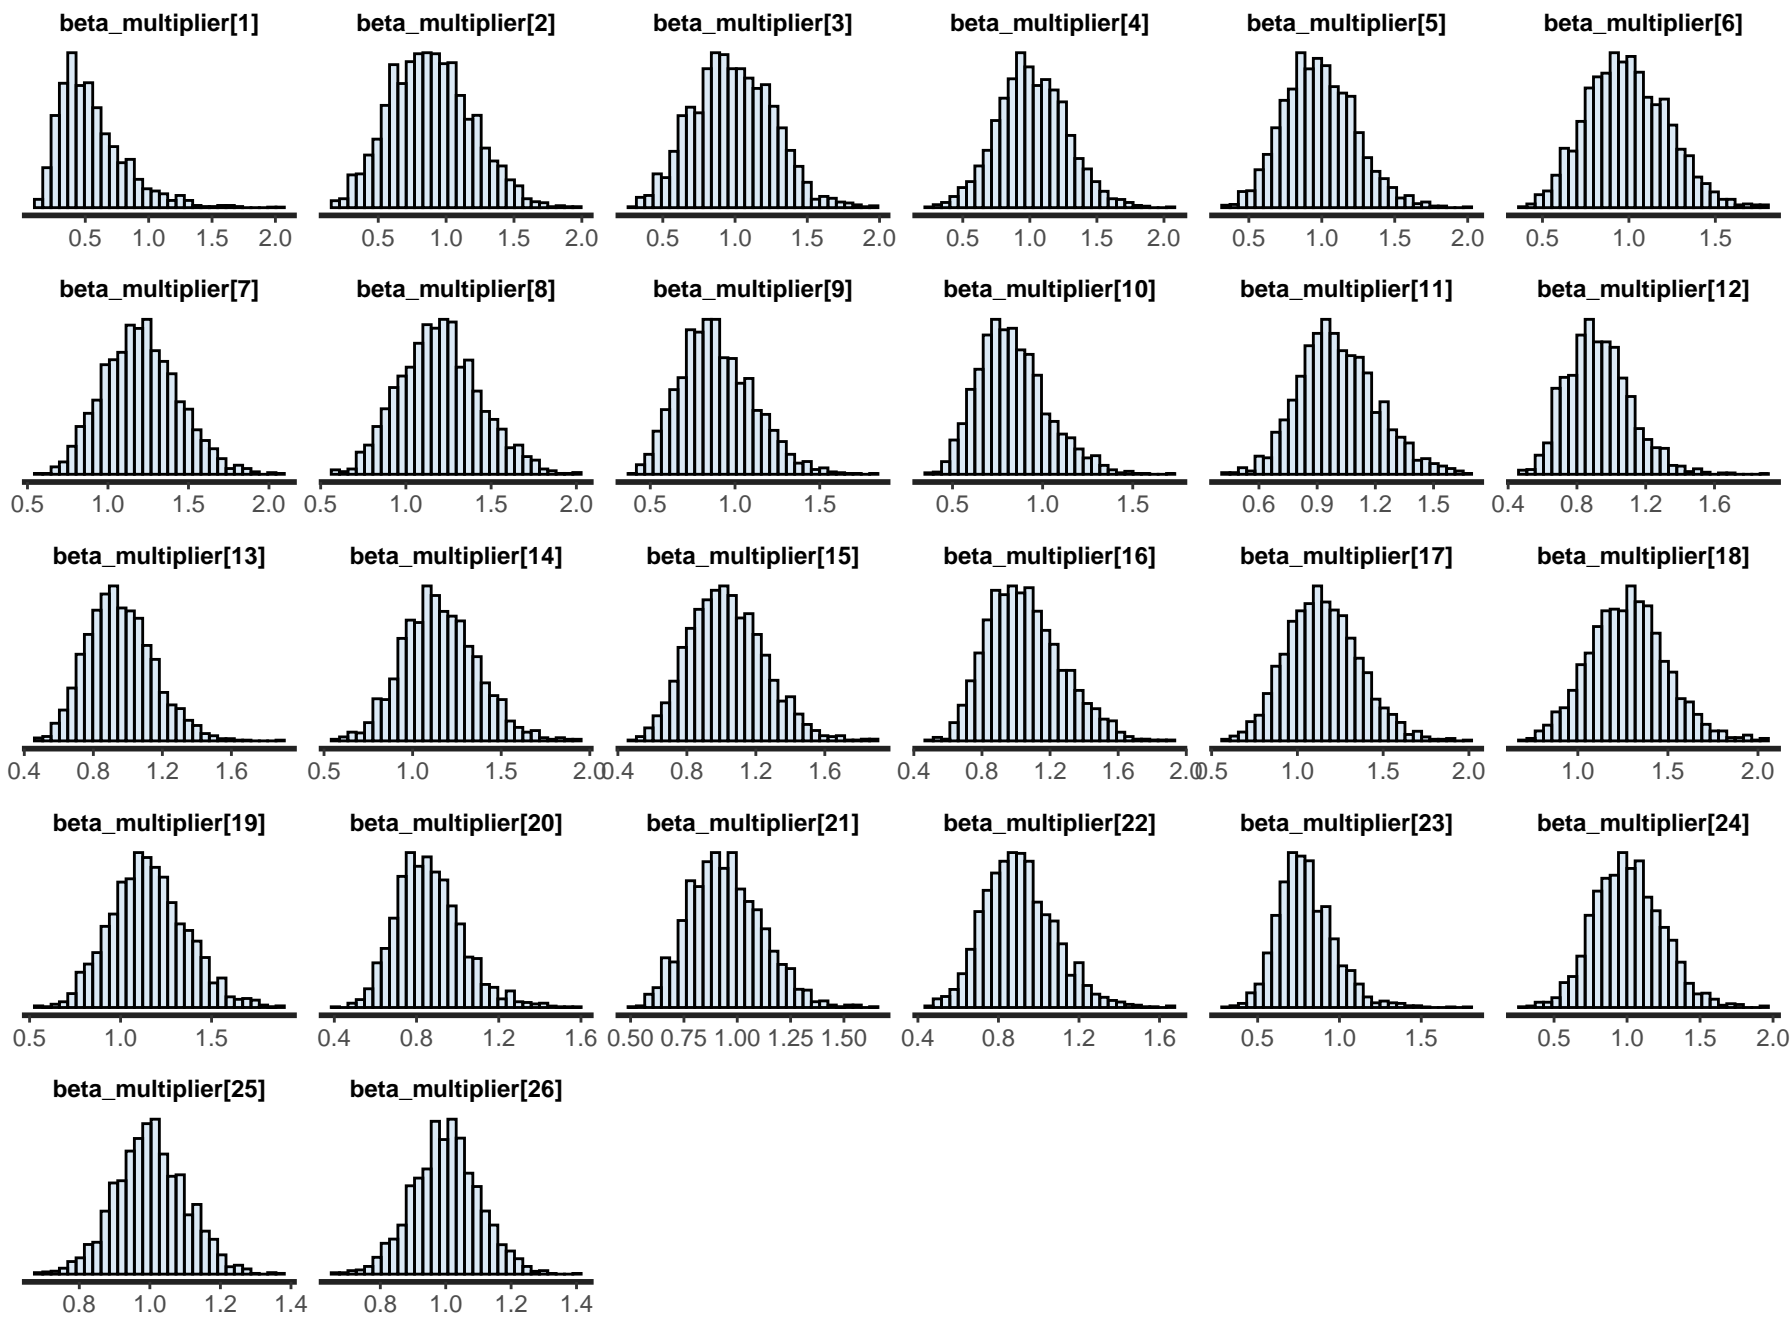 beta_multiplier[1] beta_multiplier[2] beta_multiplier[3] beta_multiplier[4] beta_multiplier[5] beta_multiplier[6]
0.5 1.0 1.5 2.0 0.5 1.0 1.5 2.0 0.5 1.0 1.5 2.0 0.5 1.0 1.5 2.0 0.5 1.0 1.5 2.0 0.5 1.0 1.5
beta_multiplier[7] beta_multiplier[8] beta_multiplier[9] beta_multiplier[10] beta_multiplier[11] beta_multiplier[12]
0.5 1.0 1.5 2.0 0.5 1.0 1.5 2.0 0.5 1.0 1.5 0.5 1.0 1.5 0.6 0.9 1.2 1.5 0.4 0.8 1.2 1.6
beta_multiplier[13] beta_multiplier[14] beta_multiplier[15] beta_multiplier[16] beta_multiplier[17] beta_multiplier[18]
0.4 0.8 1.2 1.6 0.5 1.0 1.5 2.0 0.4 0.8 1.2 1.6 0.4 0.8 1.2 1.6 2.0 0.5 1.0 1.5 2.0 1.0 1.5 2.0
beta_multiplier[19] beta_multiplier[20] beta_multiplier[21] beta_multiplier[22] beta_multiplier[23] beta_multiplier[24]
0.5 1.0 1.5 0.4 0.8 1.2 1.6 0.50 0.75 1.00 1.25 1.50 0.4 0.8 1.2 1.6 0.5 1.0 1.5 0.5 1.0 1.5 2.0
beta_multiplier[25] beta_multiplier[26]
0.8 1.0 1.2 1.4 0.8 1.0 1.2 1.4